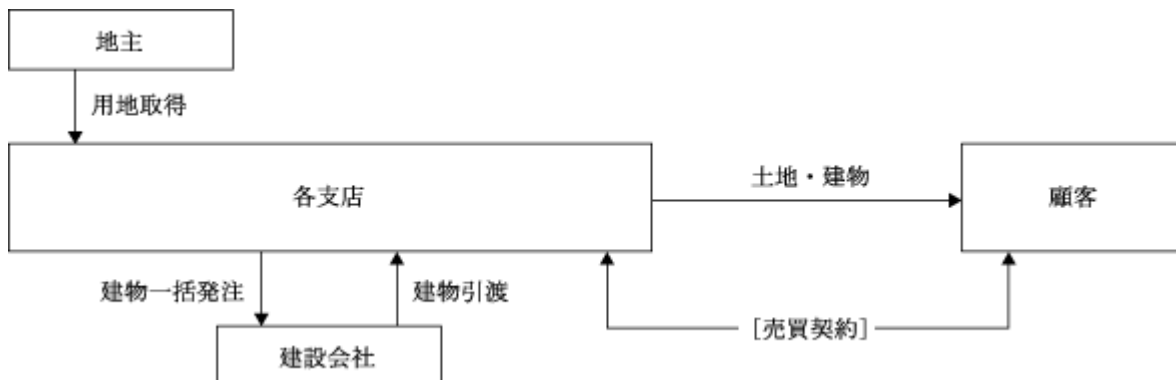 地主
用地取得
各支店
土地・建物
顧客
建物一括発注
建物引渡
[売買契約]
建設会社